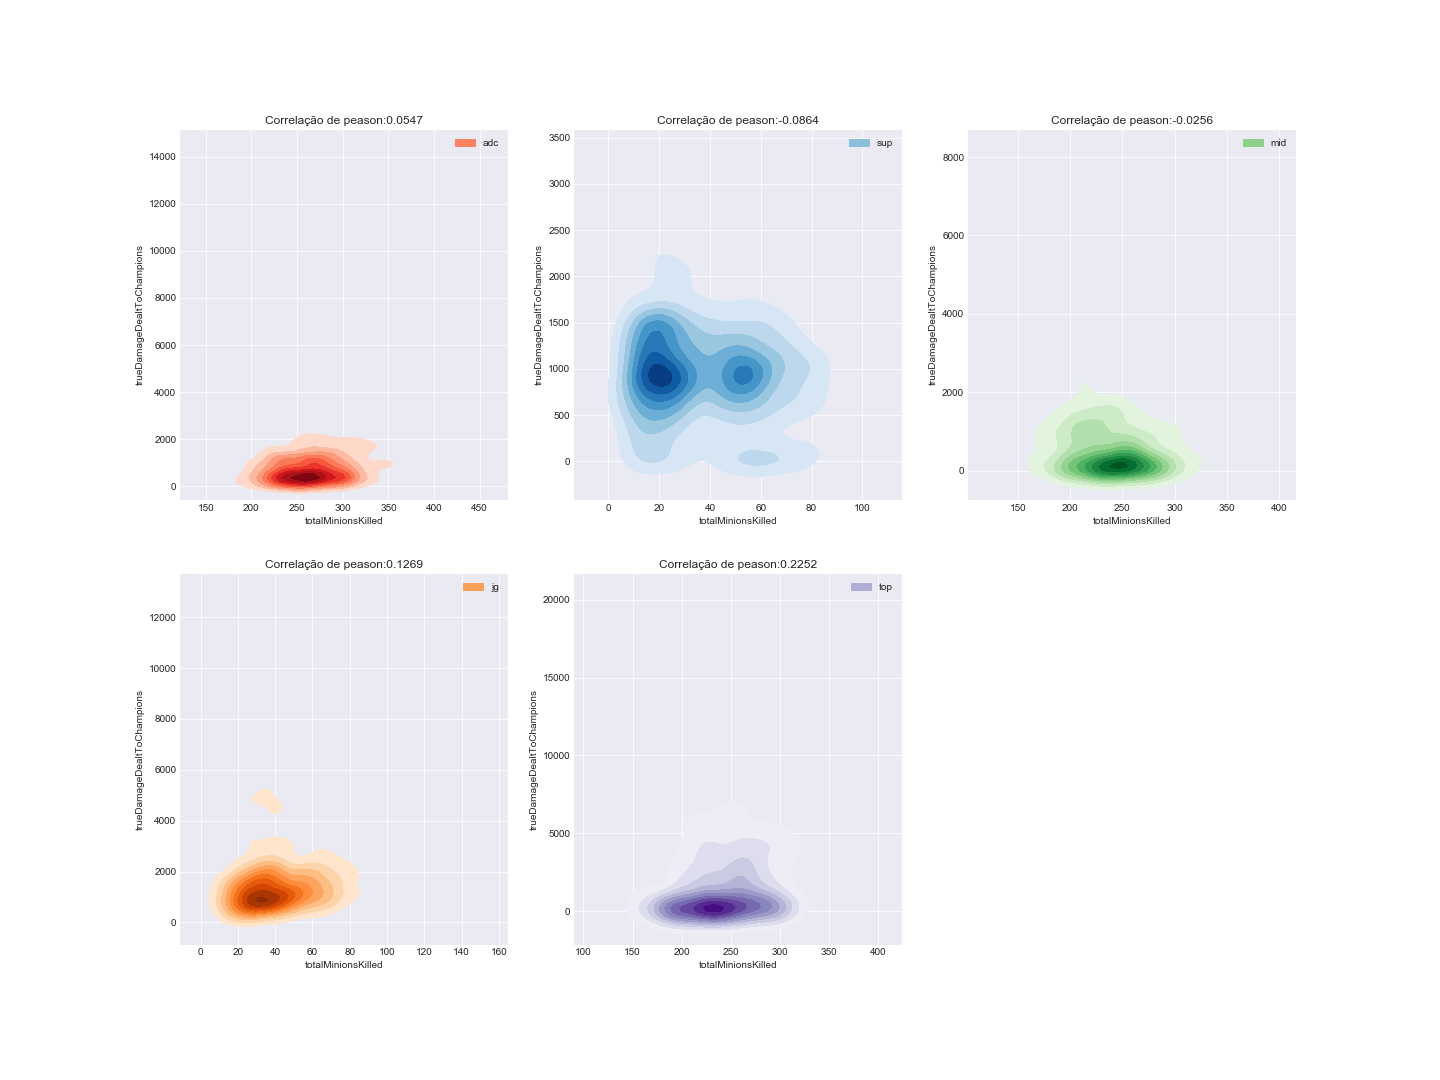 Correlação de peason:0.0547
adc
14000
12000
10000
8000
6000
4000
2000
0
trueDamageDealtToChampions
150 200 250 300 350 400 450
totalMinionsKilled
Correlação de peason:-0.0864
sup
3500
3000
2500
2000
1500
1000
500
0
trueDamageDealtToChampions
0 20 40 60 80 100
totalMinionsKilled
Correlação de peason:-0.0256
mid
8000
6000
4000
2000
0
trueDamageDealtToChampions
150 200 250 300 350 400
totalMinionsKilled
Correlação de peason:0.1269
jg
12000
10000
8000
6000
4000
2000
0
trueDamageDealtToChampions
0 20 40 60 80 100 120 140 160
totalMinionsKilled
Correlação de peason:0.2252
top
20000
15000
10000
5000
0
trueDamageDealtToChampions
100 150 200 250 300 350 400
totalMinionsKilled